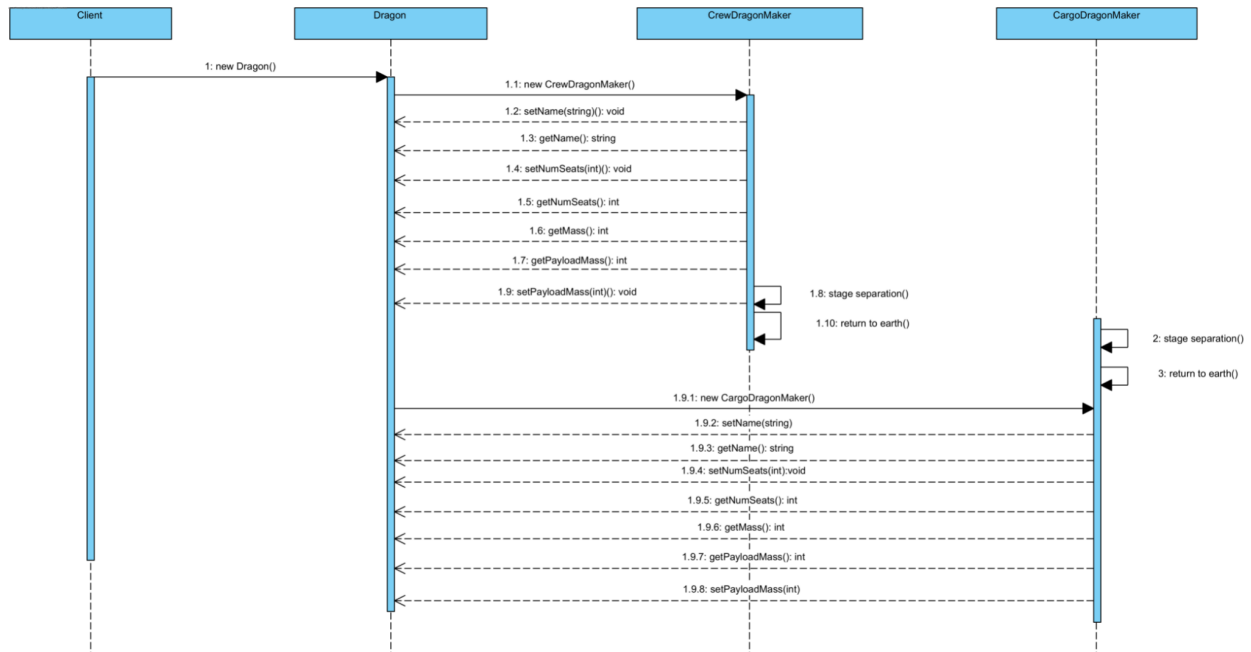 Client
Dragon
CrewDragonMaker
CargoDragonMaker
1: new Dragon()
1.1: new CrewDragonMaker()
1.2: setName(string)(): void
1.3: getName(): string
1.4: setNumSeats(int)(): void
1.5: getNumSeats(): int
1.6: getMass(): int
1.7: getPayloadMass(): int
1.9: setPayloadMass(int)(): void
1.8: stage separation()
1.10: return to earth()
2: stage separation()
3: return to earth()
1.9.1: new CargoDragonMaker()
1.9.2: setName(string)
1.9.3: getName(): string
1.9.4: setNumSeats(int):void
1.9.5: getNumSeats(): int
1.9.6: getMass(): int
1.9.7: getPayloadMass(): int
1.9.8: setPayloadMass(int)